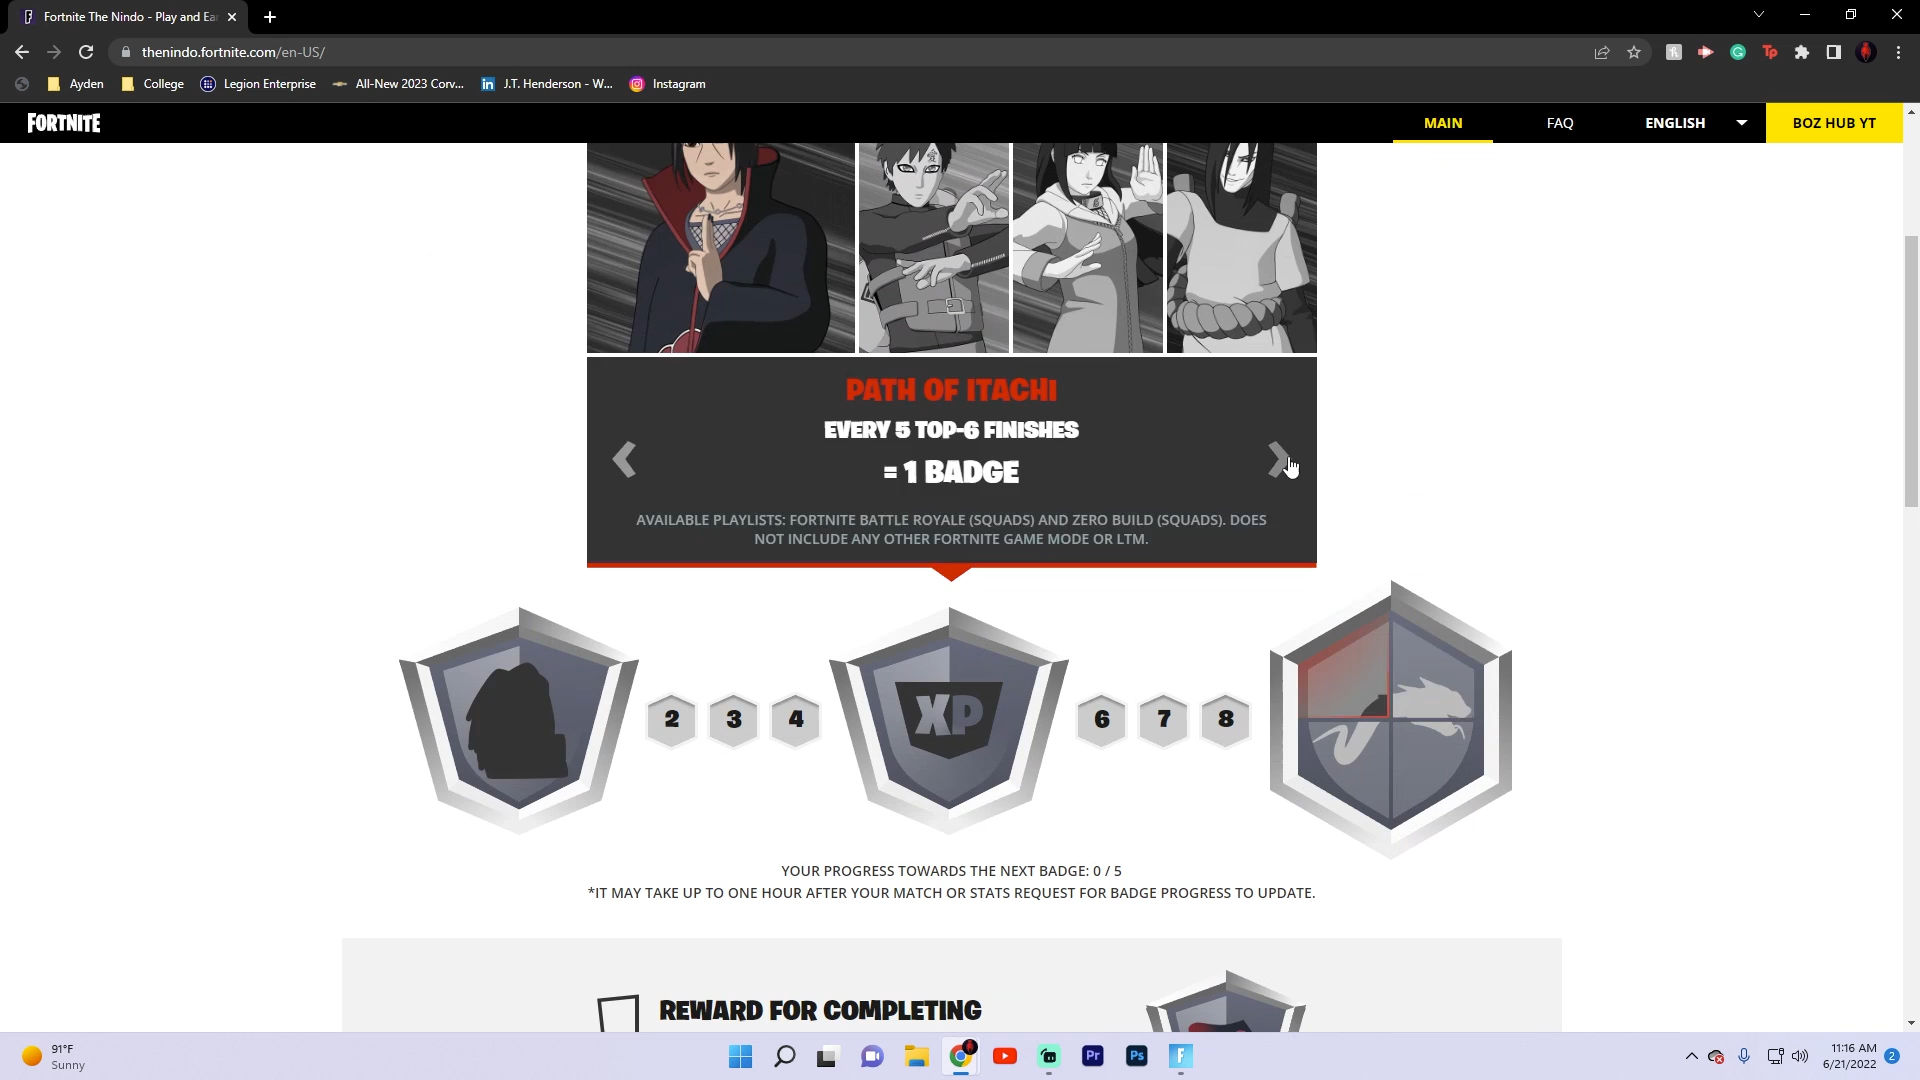 Fortnite The Nindo - Play and Ea
thenindo.fortnite.com/en-US/
Ayden
College
Legion Enterprise
All-New 2023 Corv...
J.T. Henderson - W...
Instagram
FORTNITE
MAIN
FAQ
ENGLISH
BOZ HUB YT
PATH OF ITACHI
EVERY 5 TOP-6 FINISHES
= 1 BADGE
AVAILABLE PLAYLISTS: FORTNITE BATTLE ROYALE (SQUADS) AND ZERO BUILD (SQUADS). DOES
NOT INCLUDE ANY OTHER FORTNITE GAME MODE OR LTM.
2
3
4
XP
6
7
8
YOUR PROGRESS TOWARDS THE NEXT BADGE: 0 / 5
*IT MAY TAKE UP TO ONE HOUR AFTER YOUR MATCH OR STATS REQUEST FOR BADGE PROGRESS TO UPDATE.
REWARD FOR COMPLETING
91°F
Sunny
Pr
Ps
11:16 AM
6/21/2022
2